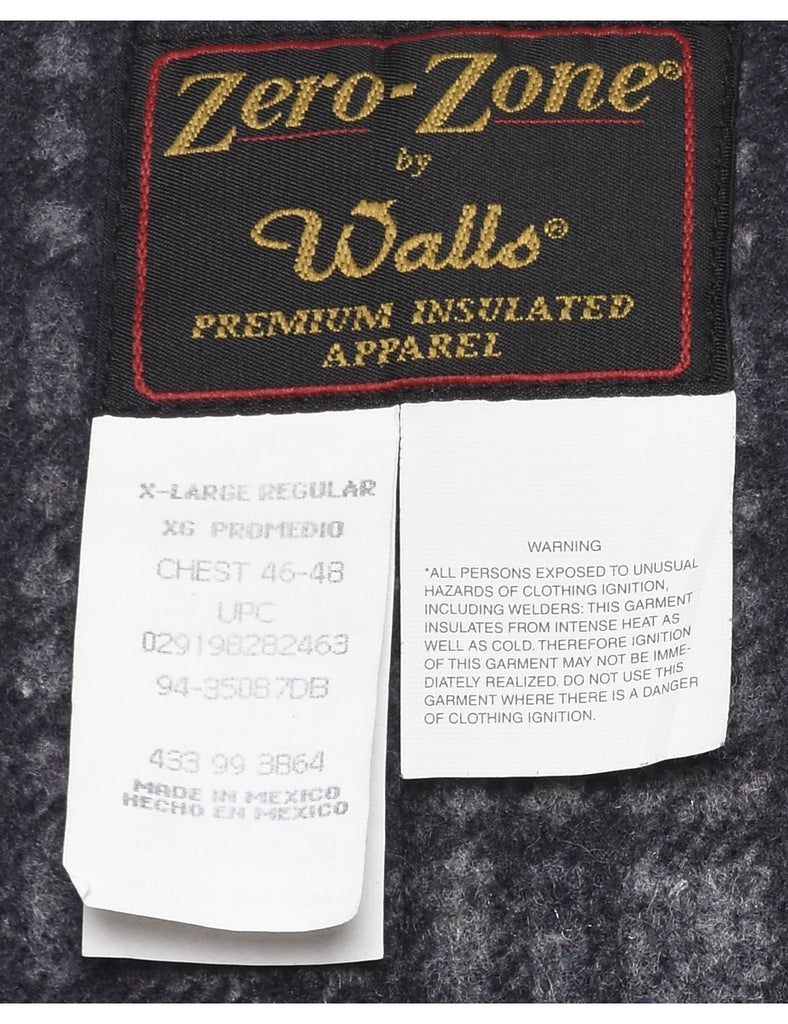 Zero-Zone®
by
Walls®
PREMIUM INSULATED
APPAREL
X-LARGE REGULAR
XG PROMEDIO
CHEST 46-48
UPC
029198282463
94-35087DB
433 99 3864
MADE IN MEXICO
HECHO EN MEXICO
WARNING
*ALL PERSONS EXPOSED TO UNUSUAL
HAZARDS OF CLOTHING IGNITION,
INCLUDING WELDERS: THIS GARMENT
INSULATES FROM INTENSE HEAT AS
WELL AS COLD. THEREFORE IGNITION
OF THIS GARMENT MAY NOT BE IMME-
DIATELY REALIZED. DO NOT USE THIS
GARMENT WHERE THERE IS A DANGER
OF CLOTHING IGNITION.